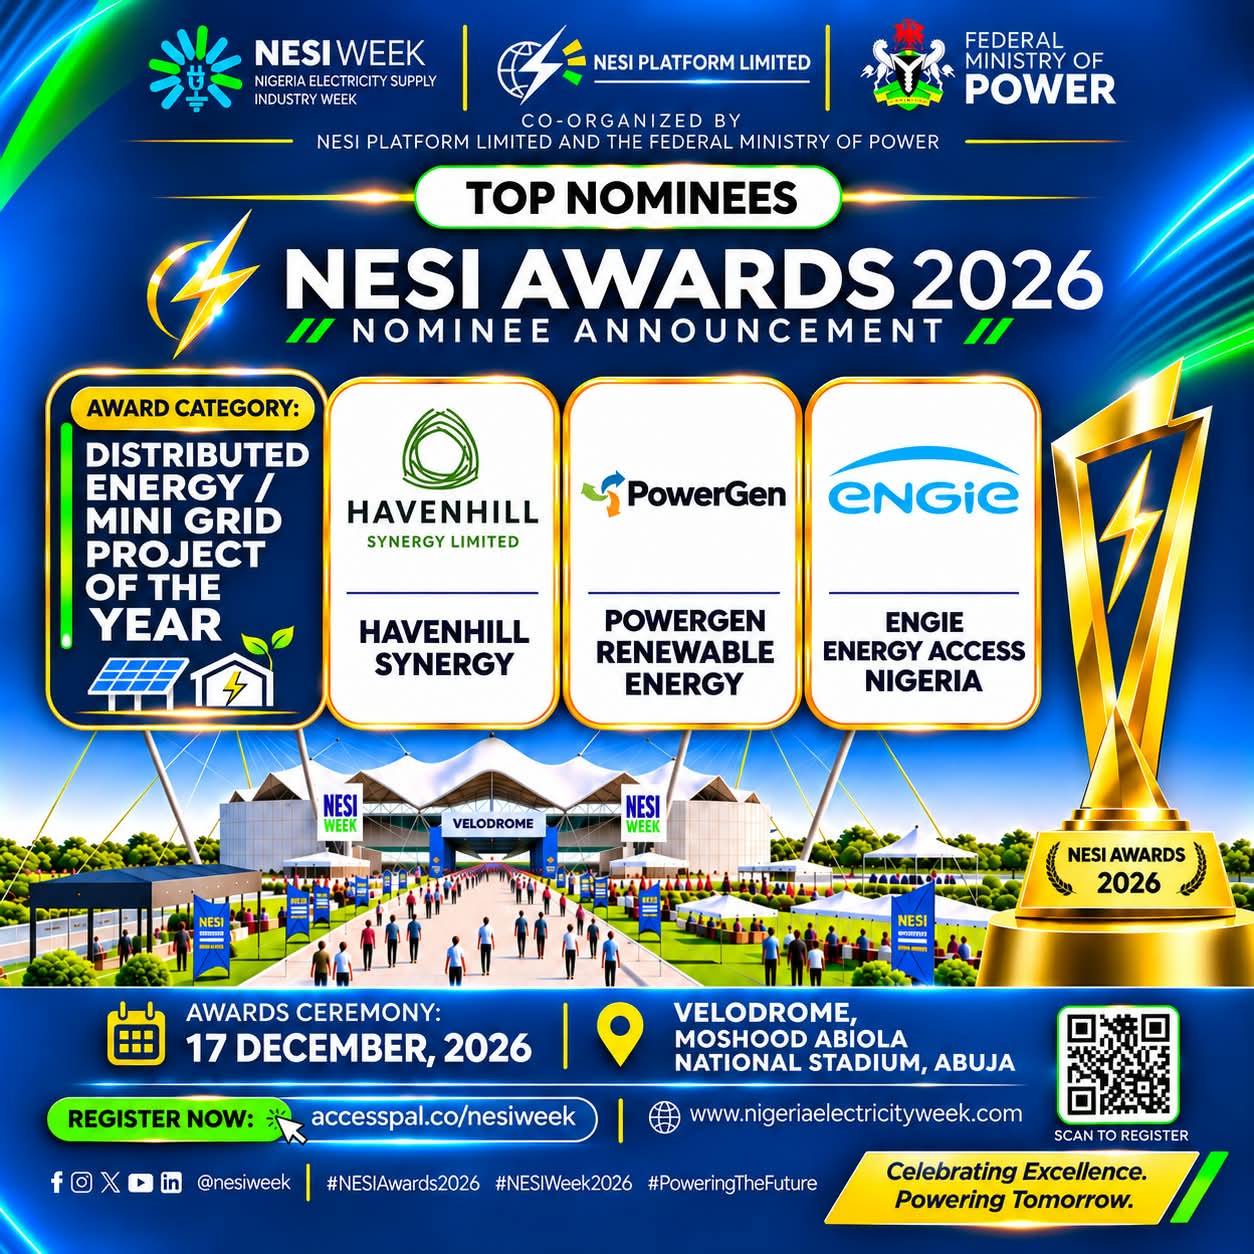 NESI WEEK
NIGERIA ELECTRICITY SUPPLY
INDUSTRY WEEK
NESI PLATFORM LIMITED
FEDERAL
MINISTRY OF
POWER
CO-ORGANIZED BY
NESI PLATFORM LIMITED AND THE FEDERAL MINISTRY OF POWER
TOP NOMINEES
NESI AWARDS 2026
NOMINEE ANNOUNCEMENT
AWARD CATEGORY:
DISTRIBUTED
ENERGY /
MINI GRID
PROJECT
OF THE
YEAR
HAVENHILL
SYNERGY LIMITED
HAVENHILL
SYNERGY
PowerGen
POWERGEN
RENEWABLE
ENERGY
ENGIE
ENGIE
ENERGY ACCESS
NIGERIA
NESI
WEEK
VELODROME
NESI
WEEK
NESI AWARDS
2026
NESI
NESI
AWARDS CEREMONY:
17 DECEMBER, 2026
VELODROME,
MOSHOOD ABIOLA
NATIONAL STADIUM, ABUJA
REGISTER NOW:
accesspal.co/nesiweek
www.nigeriaelectricityweek.com
SCAN TO REGISTER
@nesiweek
#NESIAwards2026 #NESIWeek2026 #PoweringTheFuture
Celebrating Excellence.
Powering Tomorrow.